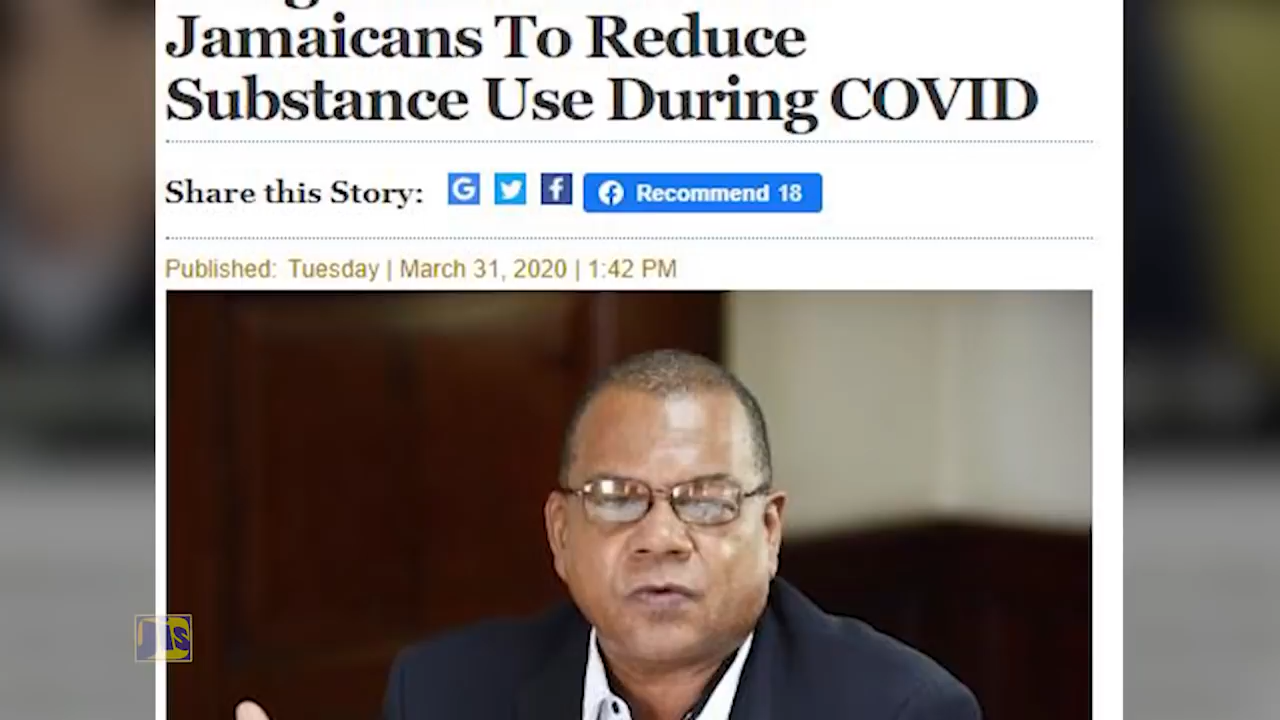 Jamaicans To Reduce
Substance Use During COVID
Share this Story:
G
f
Recommend 18
Published: Tuesday | March 31, 2020 | 1:42 PM
Jis